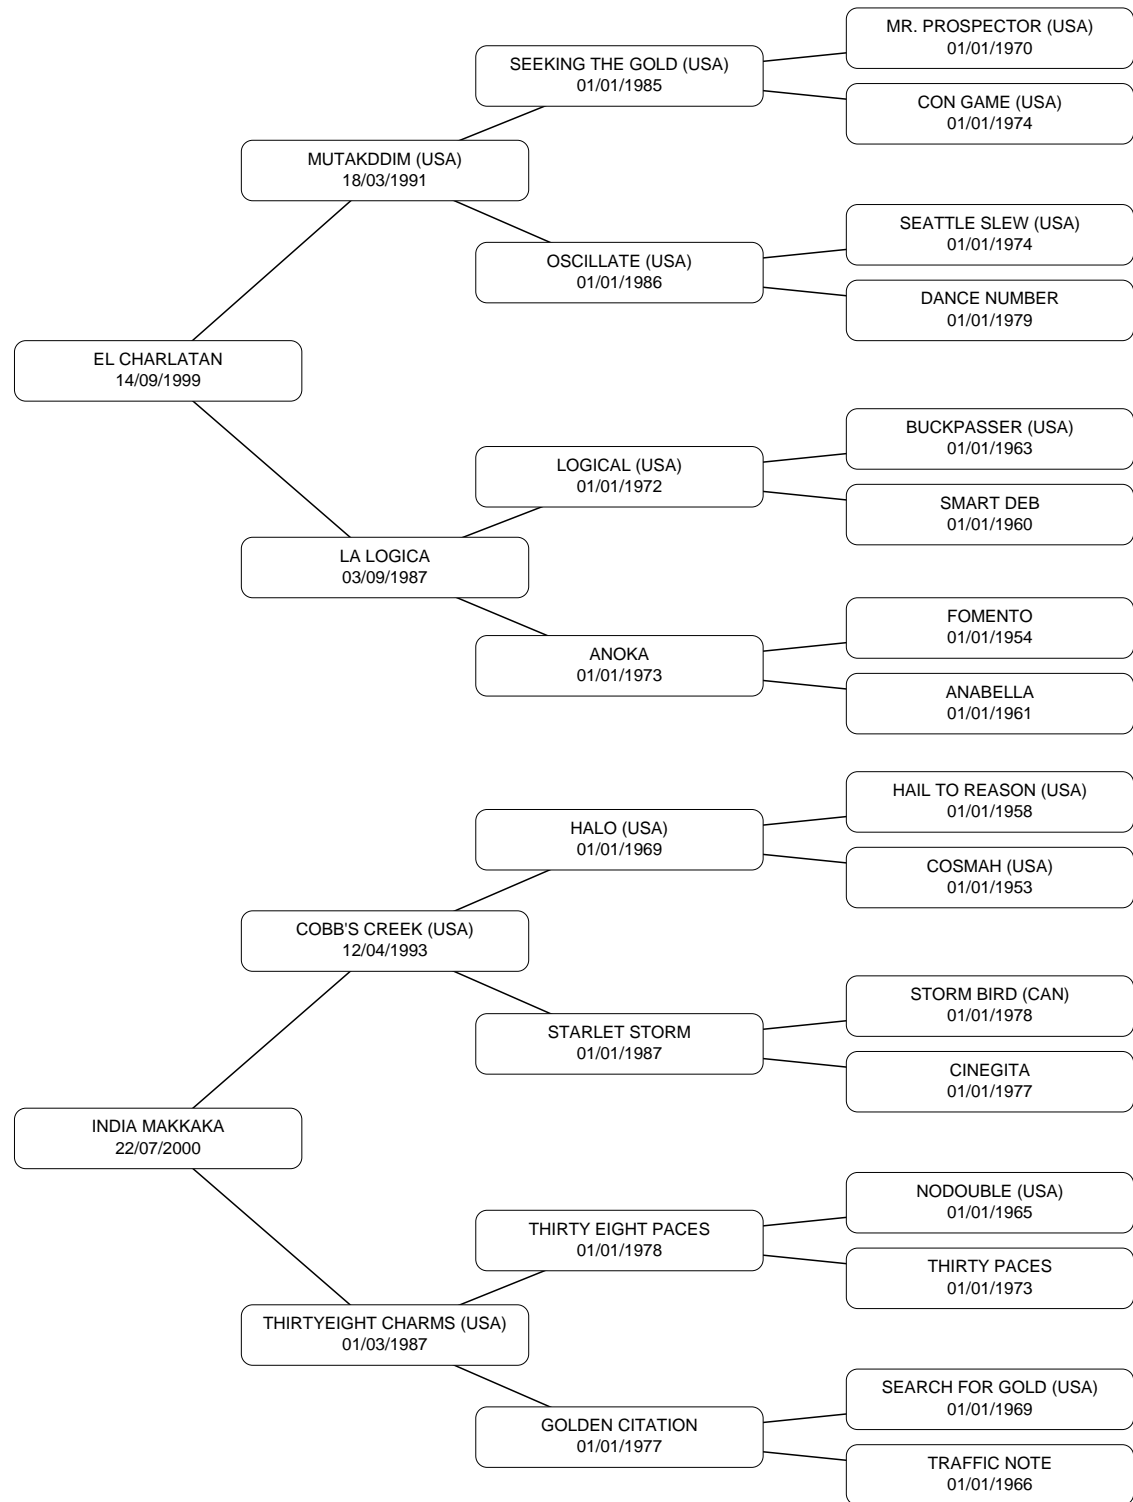 MR. PROSPECTOR (USA)
01/01/1970
SEEKING THE GOLD (USA)
01/01/1985
CON GAME (USA)
01/01/1974
MUTAKDDIM (USA)
18/03/1991
SEATTLE SLEW (USA)
01/01/1974
OSCILLATE (USA)
01/01/1986
DANCE NUMBER
01/01/1979
EL CHARLATAN
14/09/1999
BUCKPASSER (USA)
01/01/1963
LOGICAL (USA)
01/01/1972
SMART DEB
01/01/1960
LA LOGICA
03/09/1987
FOMENTO
01/01/1954
ANOKA
01/01/1973
ANABELLA
01/01/1961
HAIL TO REASON (USA)
01/01/1958
HALO (USA)
01/01/1969
COSMAH (USA)
01/01/1953
COBB'S CREEK (USA)
12/04/1993
STORM BIRD (CAN)
01/01/1978
STARLET STORM
01/01/1987
CINEGITA
01/01/1977
INDIA MAKKAKA
22/07/2000
NODOUBLE (USA)
01/01/1965
THIRTY EIGHT PACES
01/01/1978
THIRTY PACES
01/01/1973
THIRTYEIGHT CHARMS (USA)
01/03/1987
SEARCH FOR GOLD (USA)
01/01/1969
GOLDEN CITATION
01/01/1977
TRAFFIC NOTE
01/01/1966